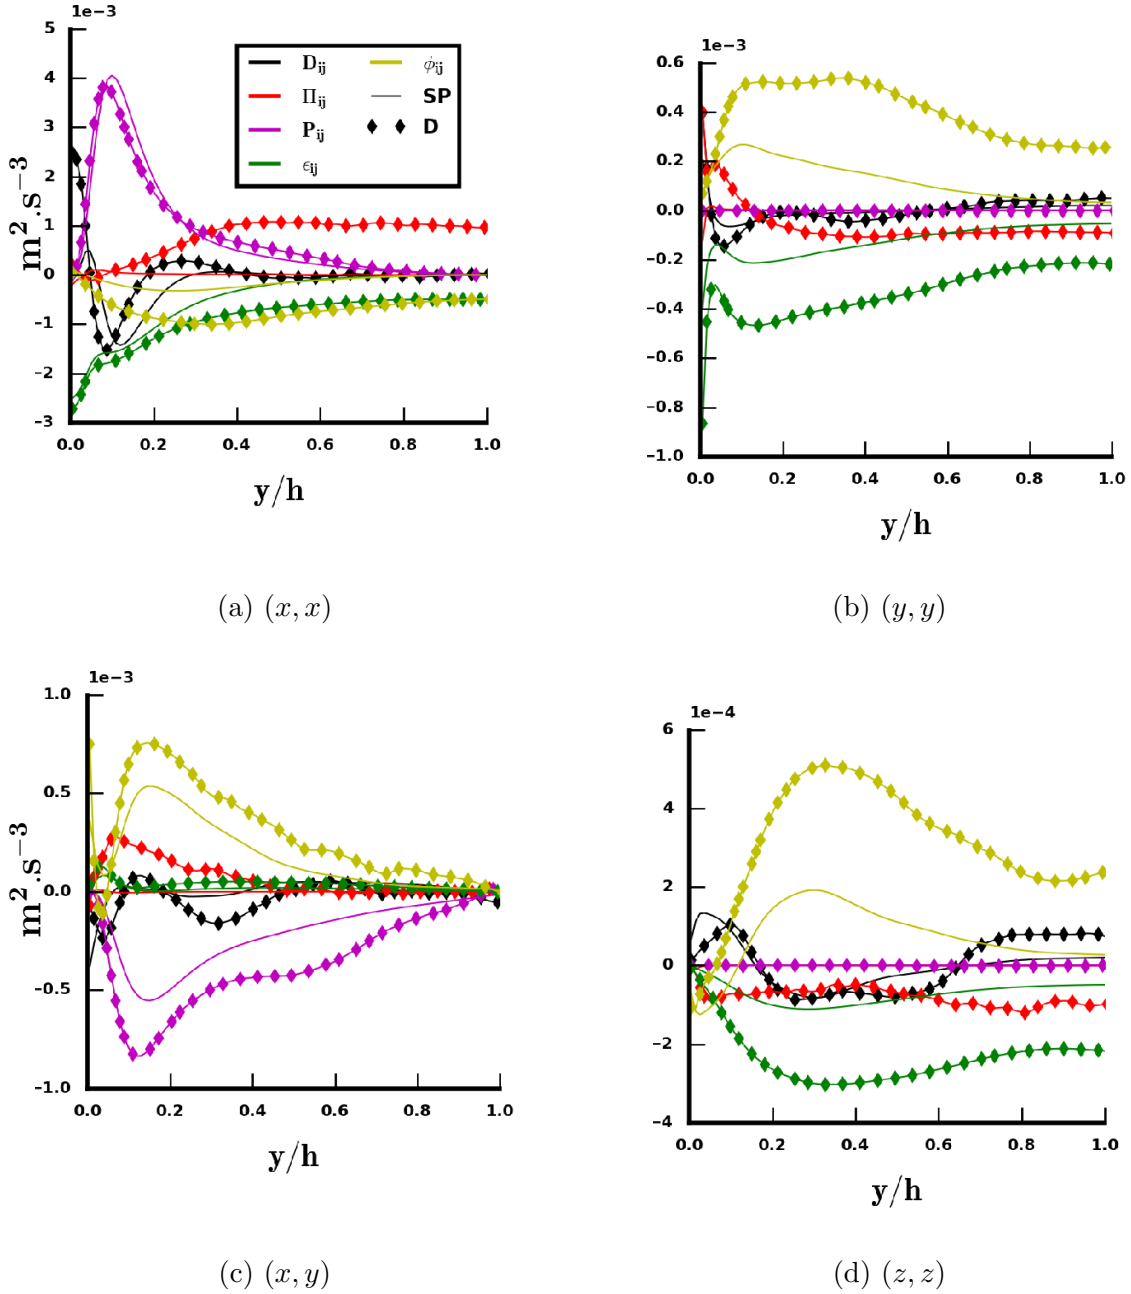 1e−3
5
4
3
2
1
0
−1
−2
−3
m².s⁻³
D_ij
Π_ij
P_ij
ϵ_ij
ϕ_ij
SP
D
0.0 0.2 0.4 0.6 0.8 1.0
y/h
(a) (x, x)
1e−3
0.6
0.4
0.2
0.0
−0.2
−0.4
−0.6
−0.8
−1.0
0.0 0.2 0.4 0.6 0.8 1.0
y/h
(b) (y, y)
1e−3
1.0
0.5
0.0
−0.5
−1.0
m².s⁻³
0.0 0.2 0.4 0.6 0.8 1.0
y/h
(c) (x, y)
1e−4
6
4
2
0
−2
−4
0.0 0.2 0.4 0.6 0.8 1.0
y/h
(d) (z, z)